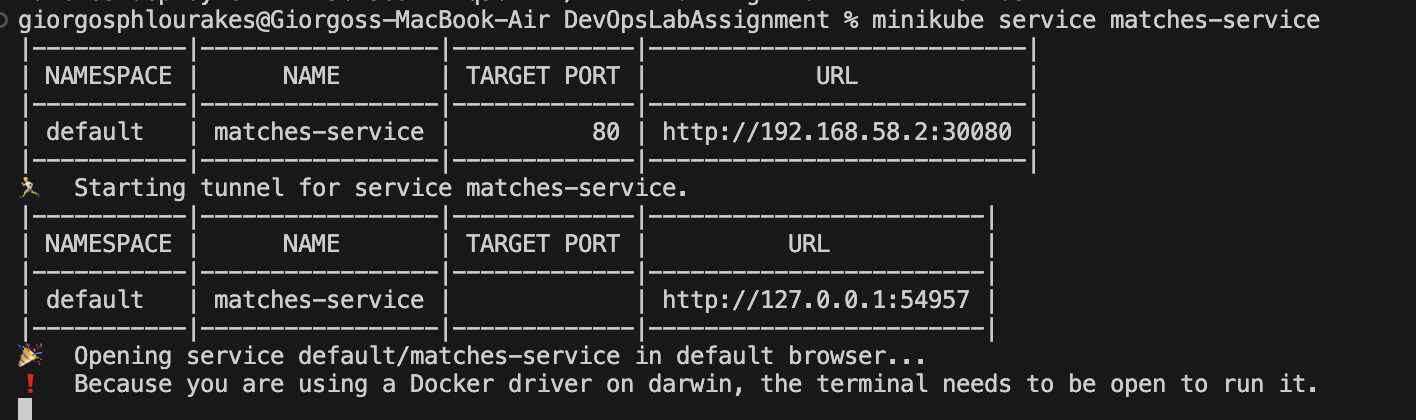 giorgosphlourakes@Giorgoss-MacBook-Air DevOpsLabAssignment % minikube service matches-service
|-----------|-----------------|-------------|---------------------------|
| NAMESPACE |      NAME       | TARGET PORT |            URL            |
|-----------|-----------------|-------------|---------------------------|
| default   | matches-service |          80 | http://192.168.58.2:30080 |
|-----------|-----------------|-------------|---------------------------|
🏃  Starting tunnel for service matches-service.
|-----------|-----------------|-------------|------------------------|
| NAMESPACE |      NAME       | TARGET PORT |          URL           |
|-----------|-----------------|-------------|------------------------|
| default   | matches-service |             | http://127.0.0.1:54957 |
|-----------|-----------------|-------------|------------------------|
🎉  Opening service default/matches-service in default browser...
❗  Because you are using a Docker driver on darwin, the terminal needs to be open to run it.